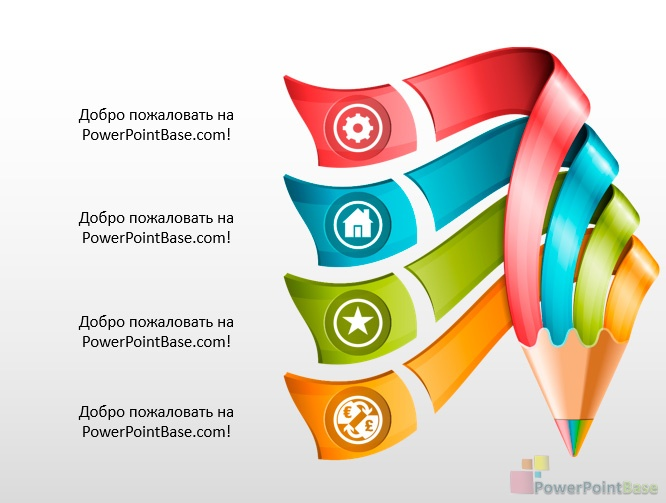 Добро пожаловать на
PowerPointBase.com!
Добро пожаловать на
PowerPointBase.com!
Добро пожаловать на
PowerPointBase.com!
Добро пожаловать на
PowerPointBase.com!
€
£
PowerPointBase